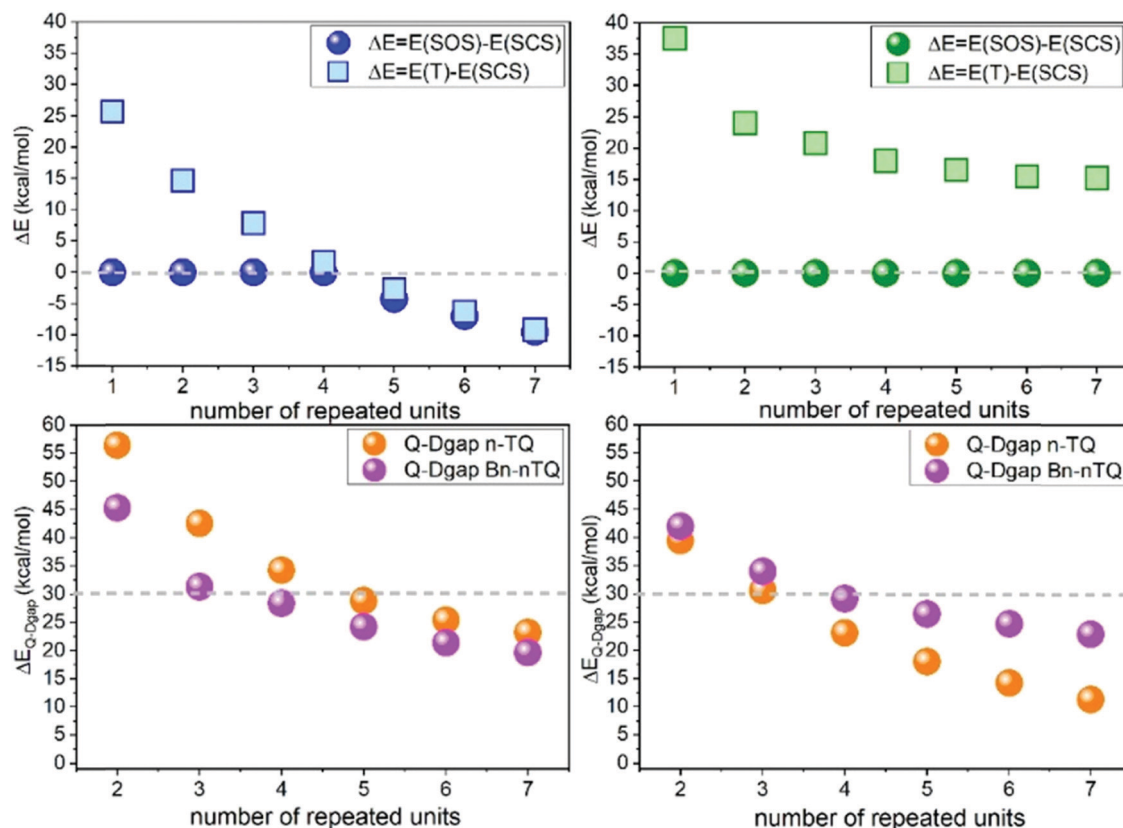 ΔE=E(SOS)-E(SCS)
ΔE=E(T)-E(SCS)
ΔE (kcal/mol)
40
35
30
25
20
15
10
5
0
-5
-10
-15
1 2 3 4 5 6 7
number of repeated units
ΔE=E(SOS)-E(SCS)
ΔE=E(T)-E(SCS)
ΔE (kcal/mol)
40
35
30
25
20
15
10
5
0
-5
-10
-15
1 2 3 4 5 6 7
number of repeated units
Q-Dgap n-TQ
Q-Dgap Bn-nTQ
ΔE Q-Dgap (kcal/mol)
60
55
50
45
40
35
30
25
20
15
10
5
0
2 3 4 5 6 7
number of repeated units
Q-Dgap n-TQ
Q-Dgap Bn-nTQ
ΔE Q-Dgap (kcal/mol)
60
55
50
45
40
35
30
25
20
15
10
5
0
2 3 4 5 6 7
number of repeated units